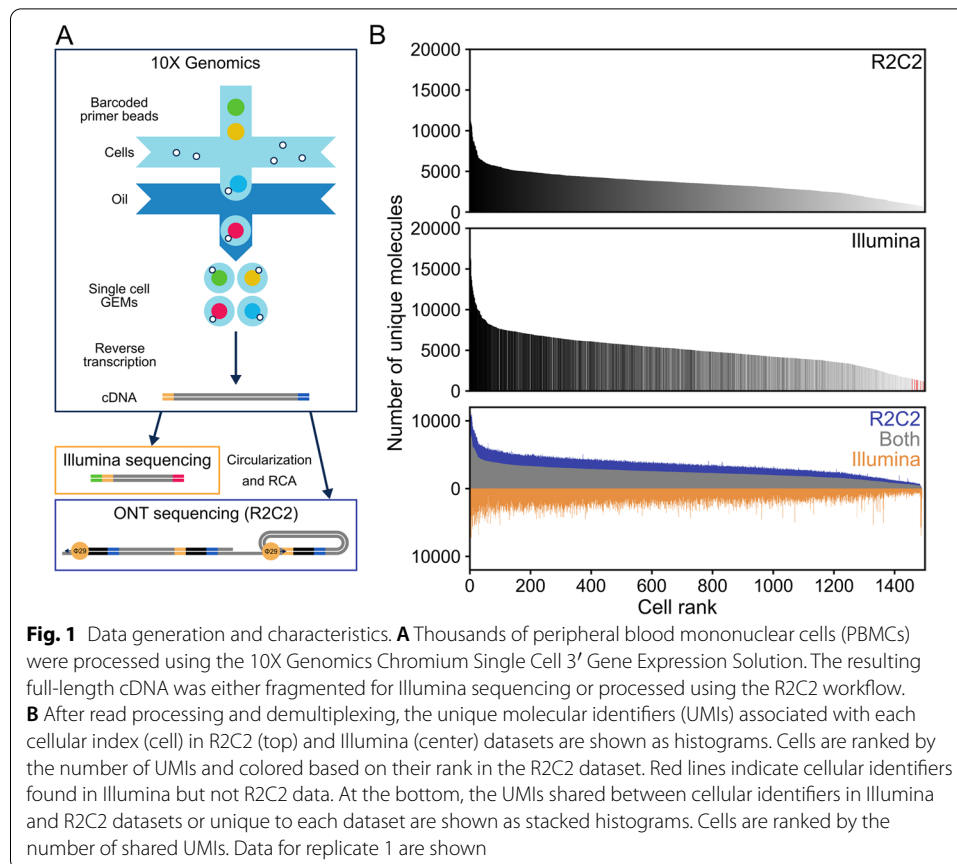 A
10X Genomics
Barcoded
primer beads
Cells
Oil
Single cell
GEMs
Reverse
transcription
cDNA
Illumina sequencing
Circularization
and RCA
ONT sequencing (R2C2)
Φ29
Φ29
B
Number of unique molecules
20000
15000
10000
5000
0
R2C2
20000
15000
10000
5000
0
Illumina
10000
0
10000
R2C2
Both
Illumina
0 200 400 600 800 1000 1200 1400
Cell rank
Fig. 1 Data generation and characteristics. A Thousands of peripheral blood mononuclear cells (PBMCs)
were processed using the 10X Genomics Chromium Single Cell 3′ Gene Expression Solution. The resulting
full-length cDNA was either fragmented for Illumina sequencing or processed using the R2C2 workflow.
B After read processing and demultiplexing, the unique molecular identifiers (UMIs) associated with each
cellular index (cell) in R2C2 (top) and Illumina (center) datasets are shown as histograms. Cells are ranked by
the number of UMIs and colored based on their rank in the R2C2 dataset. Red lines indicate cellular identifiers
found in Illumina but not R2C2 data. At the bottom, the UMIs shared between cellular identifiers in Illumina
and R2C2 datasets or unique to each dataset are shown as stacked histograms. Cells are ranked by the
number of shared UMIs. Data for replicate 1 are shown